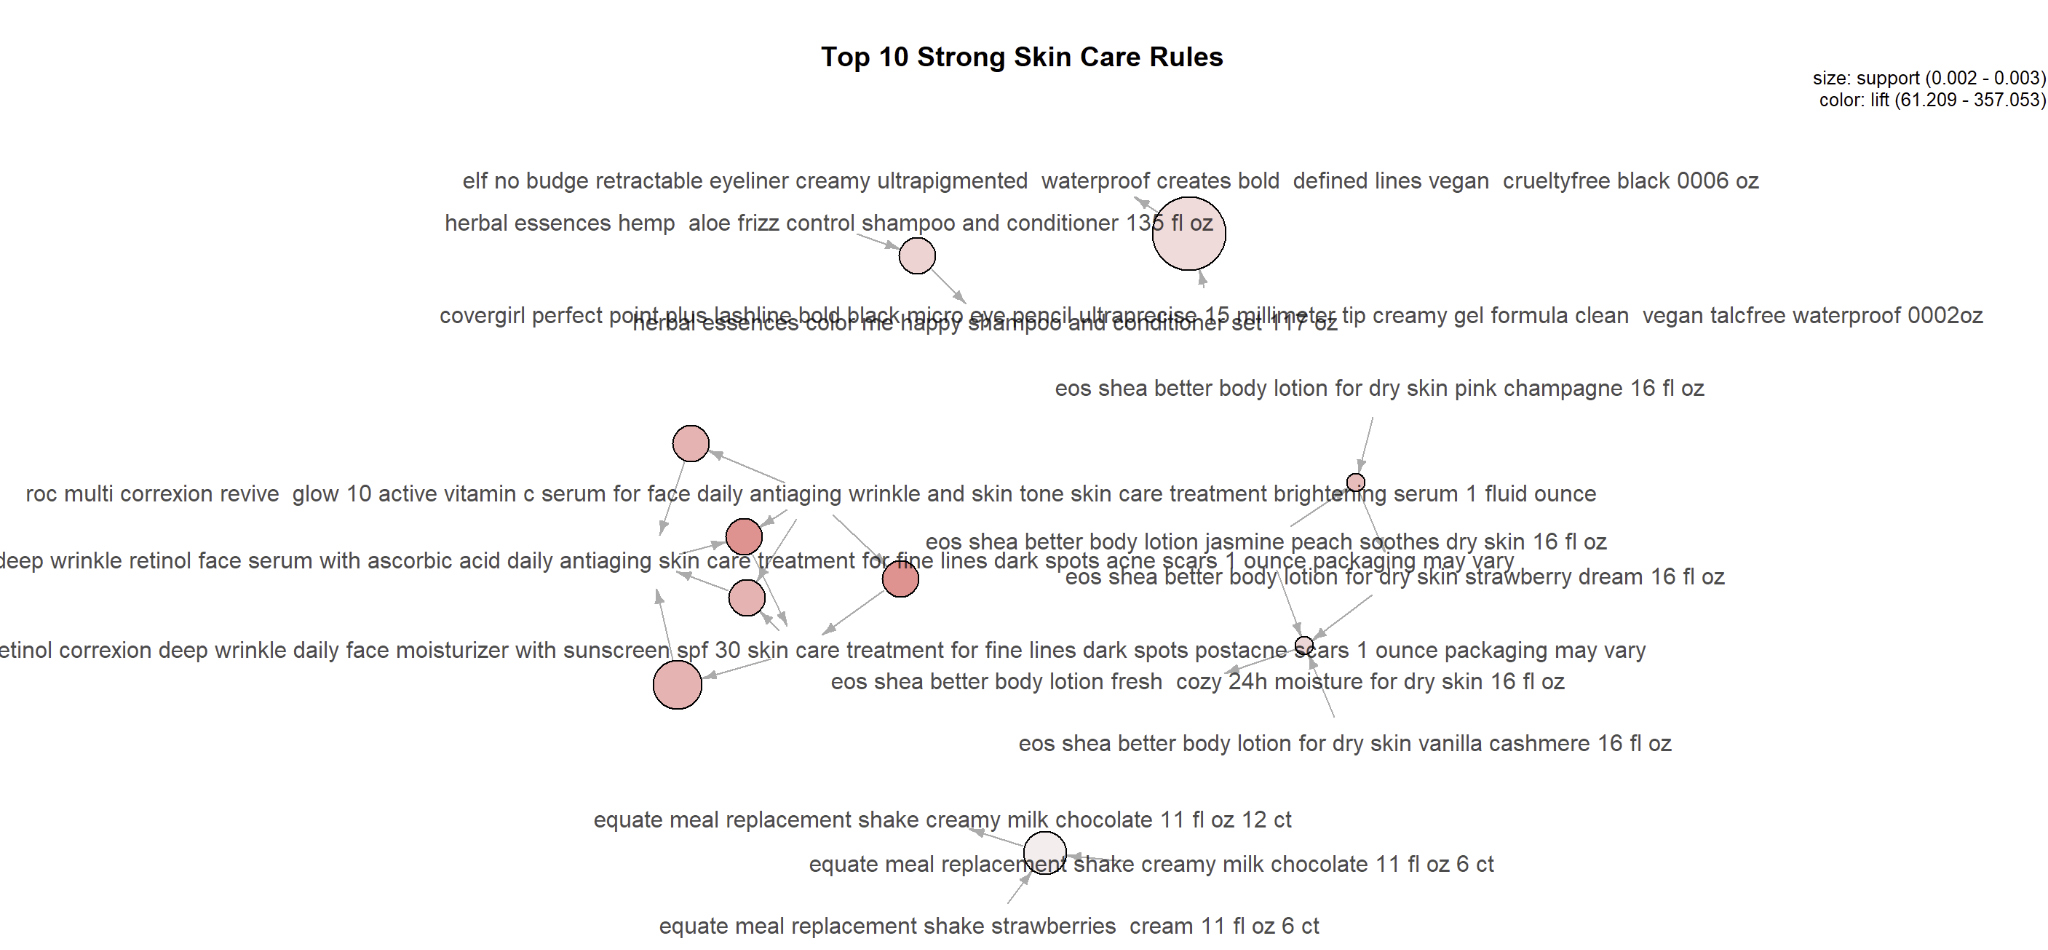 Top 10 Strong Skin Care Rules
size: support (0.002 - 0.003)
color: lift (61.209 - 357.053)
elf no budge retractable eyeliner creamy ultrapigmented  waterproof creates bold  defined lines vegan  crueltyfree black 0006 oz
herbal essences hemp  aloe frizz control shampoo and conditioner 135 fl oz
covergirl perfect point plus lashline bold black micro eye pencil ultraprecise 15 millimeter tip creamy gel formula clean  vegan talcfree waterproof 0002oz
herbal essences color me happy shampoo and conditioner set 117 oz
eos shea better body lotion for dry skin pink champagne 16 fl oz
roc multi correxion revive  glow 10 active vitamin c serum for face daily antiaging wrinkle and skin tone skin care treatment brightening serum 1 fluid ounce
eos shea better body lotion jasmine peach soothes dry skin 16 fl oz
deep wrinkle retinol face serum with ascorbic acid daily antiaging skin care treatment for fine lines dark spots acne scars 1 ounce packaging may vary
eos shea better body lotion for dry skin strawberry dream 16 fl oz
etinol correxion deep wrinkle daily face moisturizer with sunscreen spf 30 skin care treatment for fine lines dark spots postacne scars 1 ounce packaging may vary
eos shea better body lotion fresh  cozy 24h moisture for dry skin 16 fl oz
eos shea better body lotion for dry skin vanilla cashmere 16 fl oz
equate meal replacement shake creamy milk chocolate 11 fl oz 12 ct
equate meal replacement shake creamy milk chocolate 11 fl oz 6 ct
equate meal replacement shake strawberries  cream 11 fl oz 6 ct